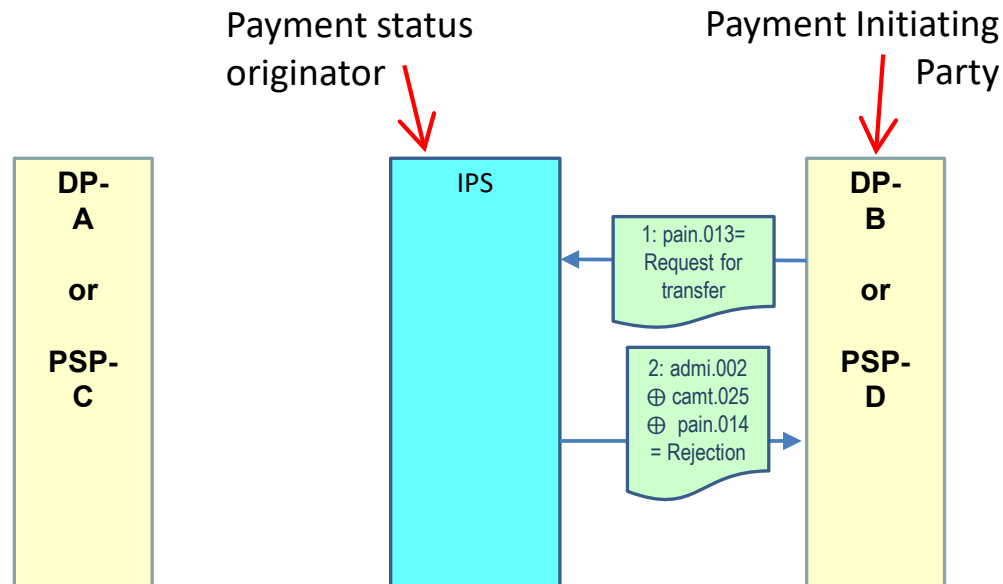 Payment status
originator
Payment Initiating
Party
DP-
A
or
PSP-
C
IPS
DP-
B
or
PSP-
D
1: pain.013=
Request for
transfer
2: admi.002
⊕ camt.025
⊕ pain.014
= Rejection